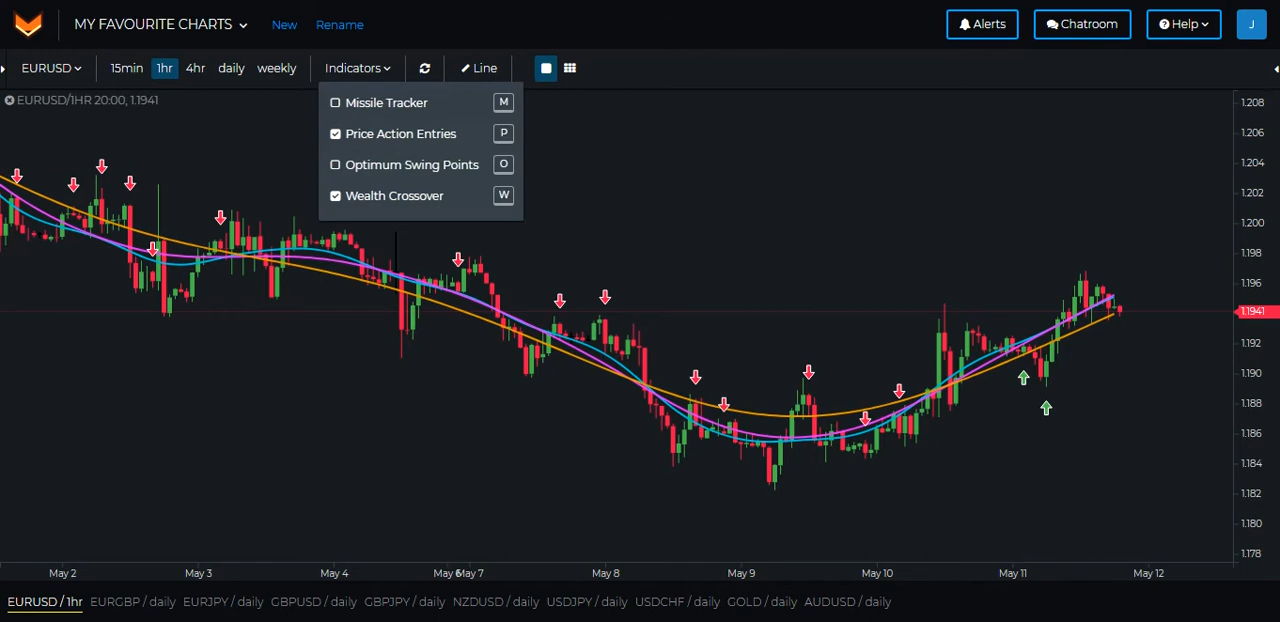 MY FAVOURITE CHARTS New Rename Alerts Chatroom Help J
EURUSD 15min 1hr 4hr daily weekly Indicators Line
Missile Tracker M
Price Action Entries P
Optimum Swing Points O
Wealth Crossover W
EURUSD/1HR 20:00, 1.1941
1.208
1.206
1.204
1.202
1.200
1.198
1.196
1.1941
1.192
1.190
1.188
1.186
1.184
1.182
1.180
1.178
May 2 May 3 May 4 May 6 May 7 May 8 May 9 May 10 May 11 May 12
EURUSD / 1hr EURGBP / daily EURJPY / daily GBPUSD / daily GBPJPY / daily NZDUSD / daily USDJPY / daily USDCHF / daily GOLD / daily AUDUSD / daily